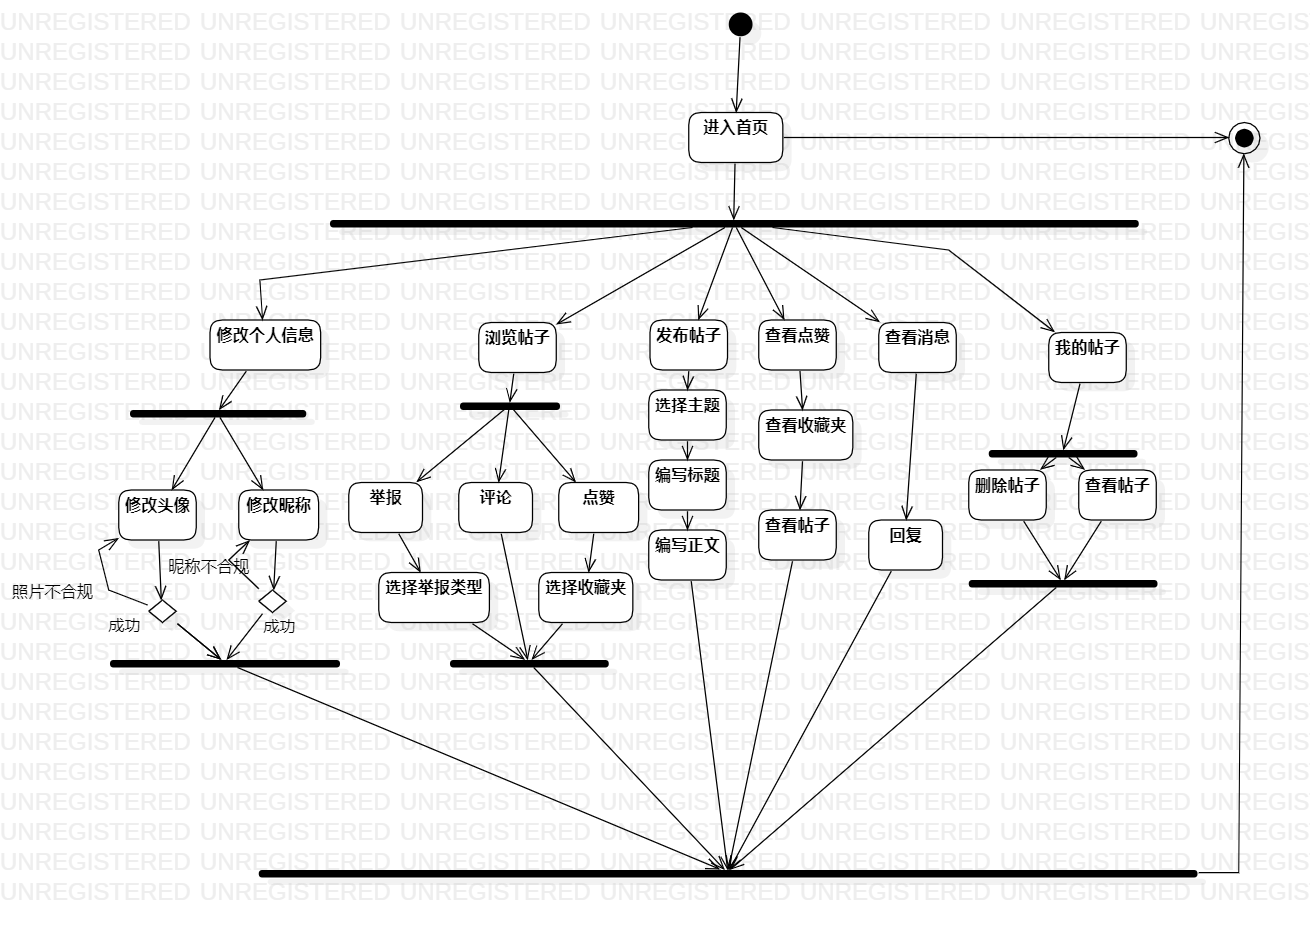 进入首页
修改个人信息
浏览帖子
发布帖子
查看点赞
查看消息
我的帖子
选择主题
查看收藏夹
修改头像
修改昵称
举报
评论
点赞
编写标题
删除帖子
查看帖子
查看帖子
回复
编写正文
昵称不合规
照片不合规
选择举报类型
选择收藏夹
成功
成功
UNREGISTERED